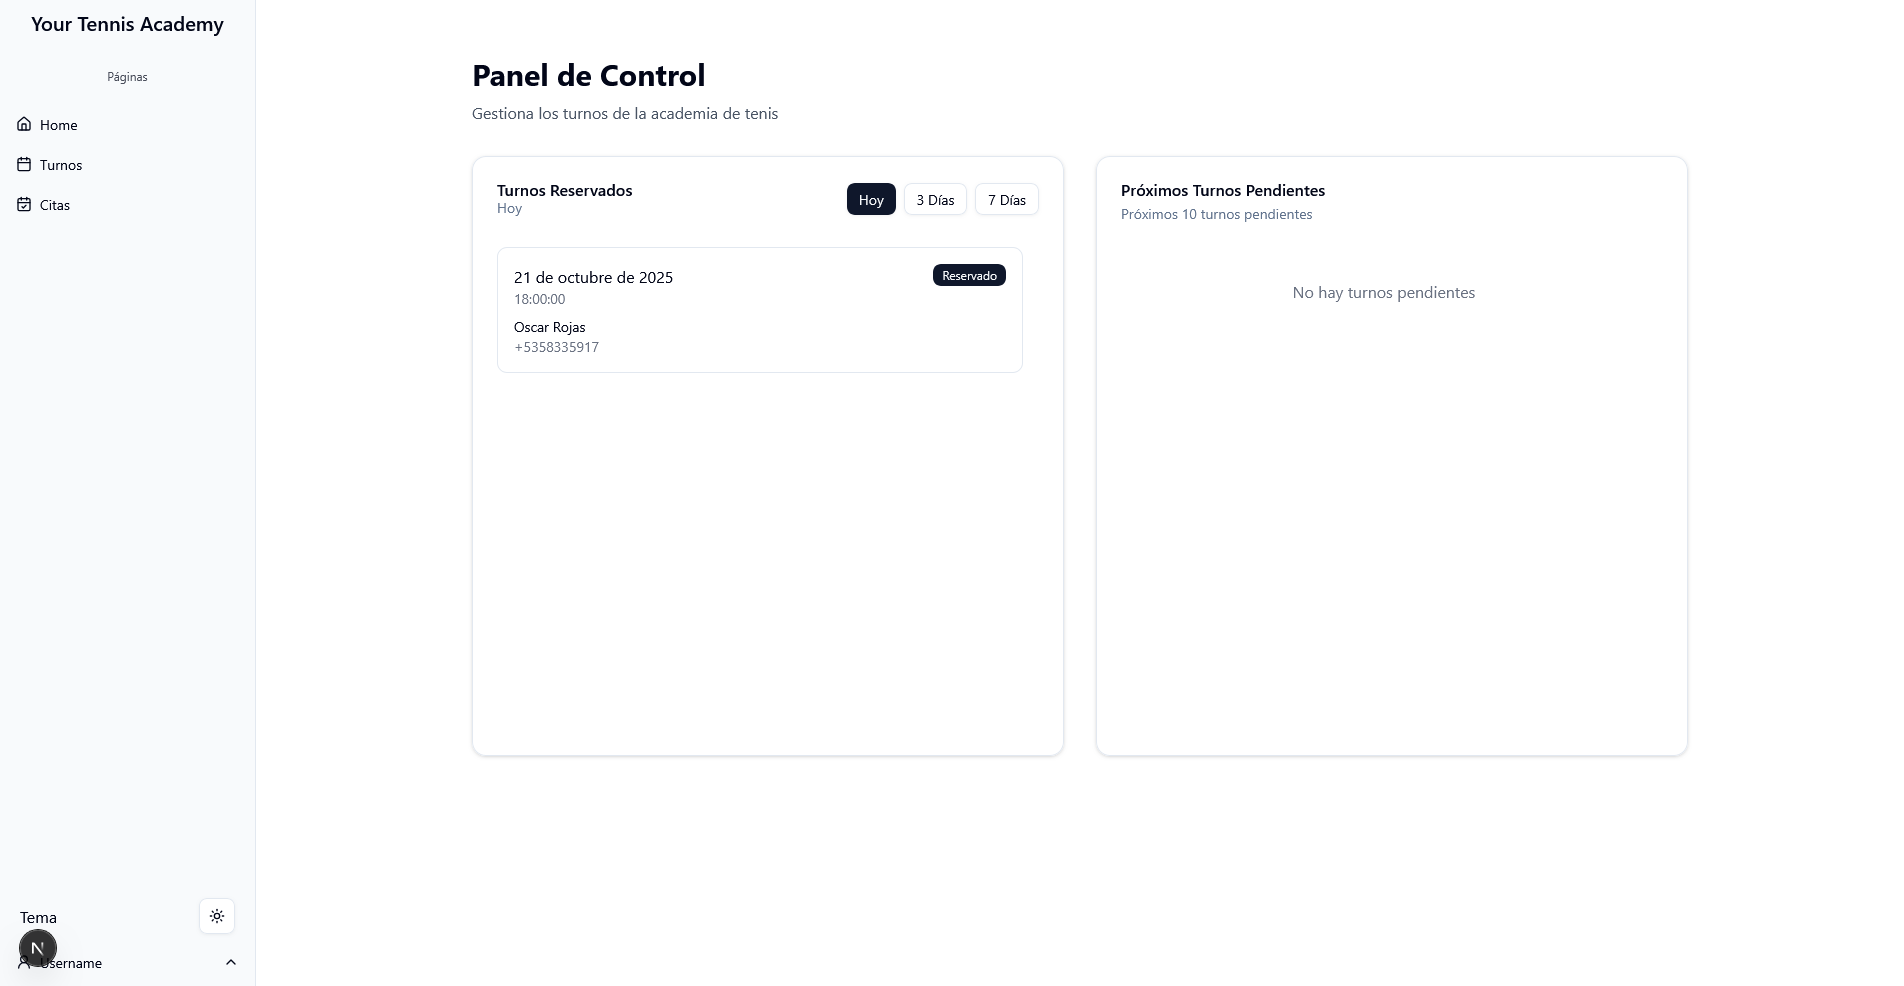 Your Tennis Academy
Páginas
Home
Turnos
Citas
Tema
N
Username
Panel de Control
Gestiona los turnos de la academia de tenis
Turnos Reservados
Hoy
Hoy
3 Días
7 Días
21 de octubre de 2025
Reservado
18:00:00
Oscar Rojas
+5358335917
Próximos Turnos Pendientes
Próximos 10 turnos pendientes
No hay turnos pendientes